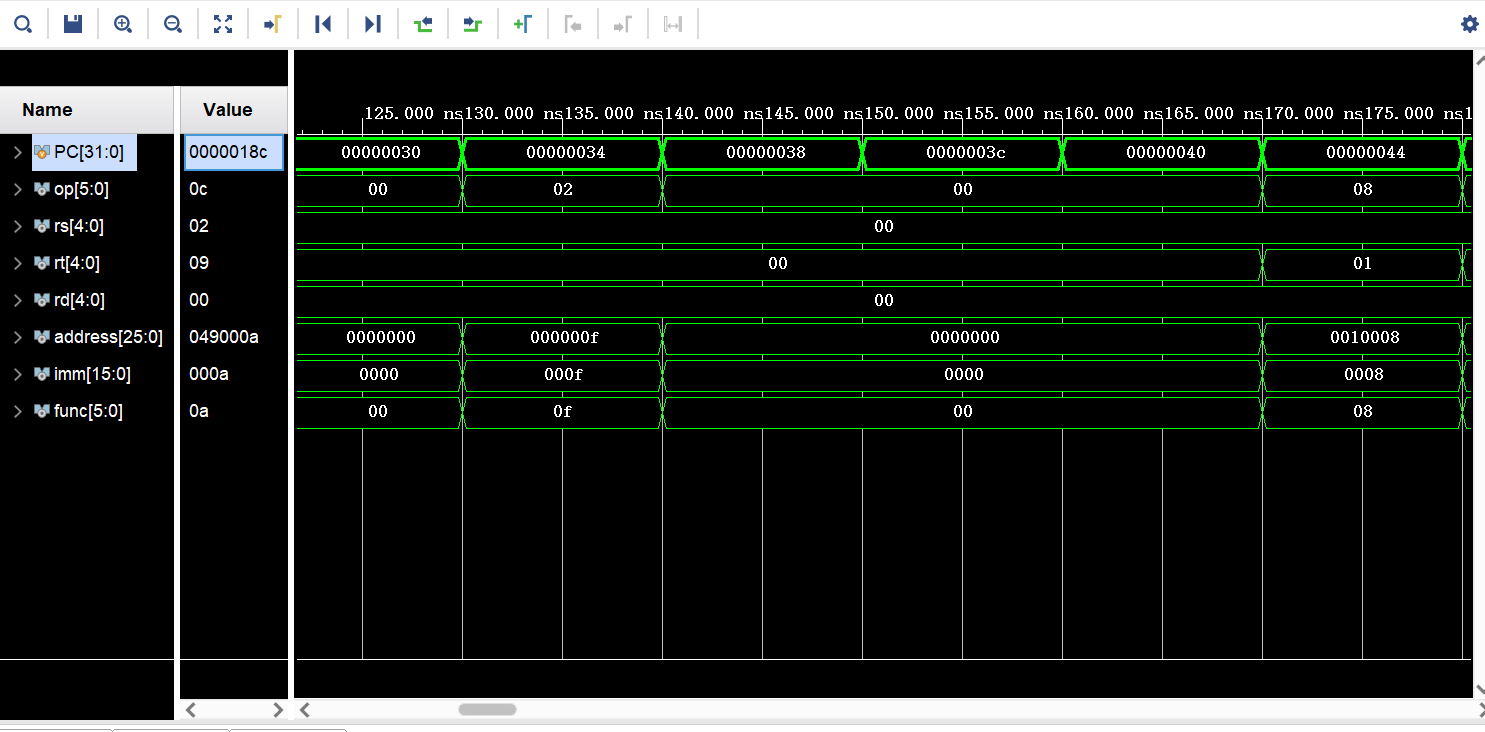 Name Value
125.000 ns 130.000 ns 135.000 ns 140.000 ns 145.000 ns 150.000 ns 155.000 ns 160.000 ns 165.000 ns 170.000 ns 175.000 ns 1
PC[31:0] 0000018c 00000030 00000034 00000038 0000003c 00000040 00000044
op[5:0] 0c 00 02 00 08
rs[4:0] 02 00
rt[4:0] 09 00 01
rd[4:0] 00 00
address[25:0] 049000a 0000000 000000f 0000000 0010008
imm[15:0] 000a 0000 000f 0000 0008
func[5:0] 0a 00 0f 00 08